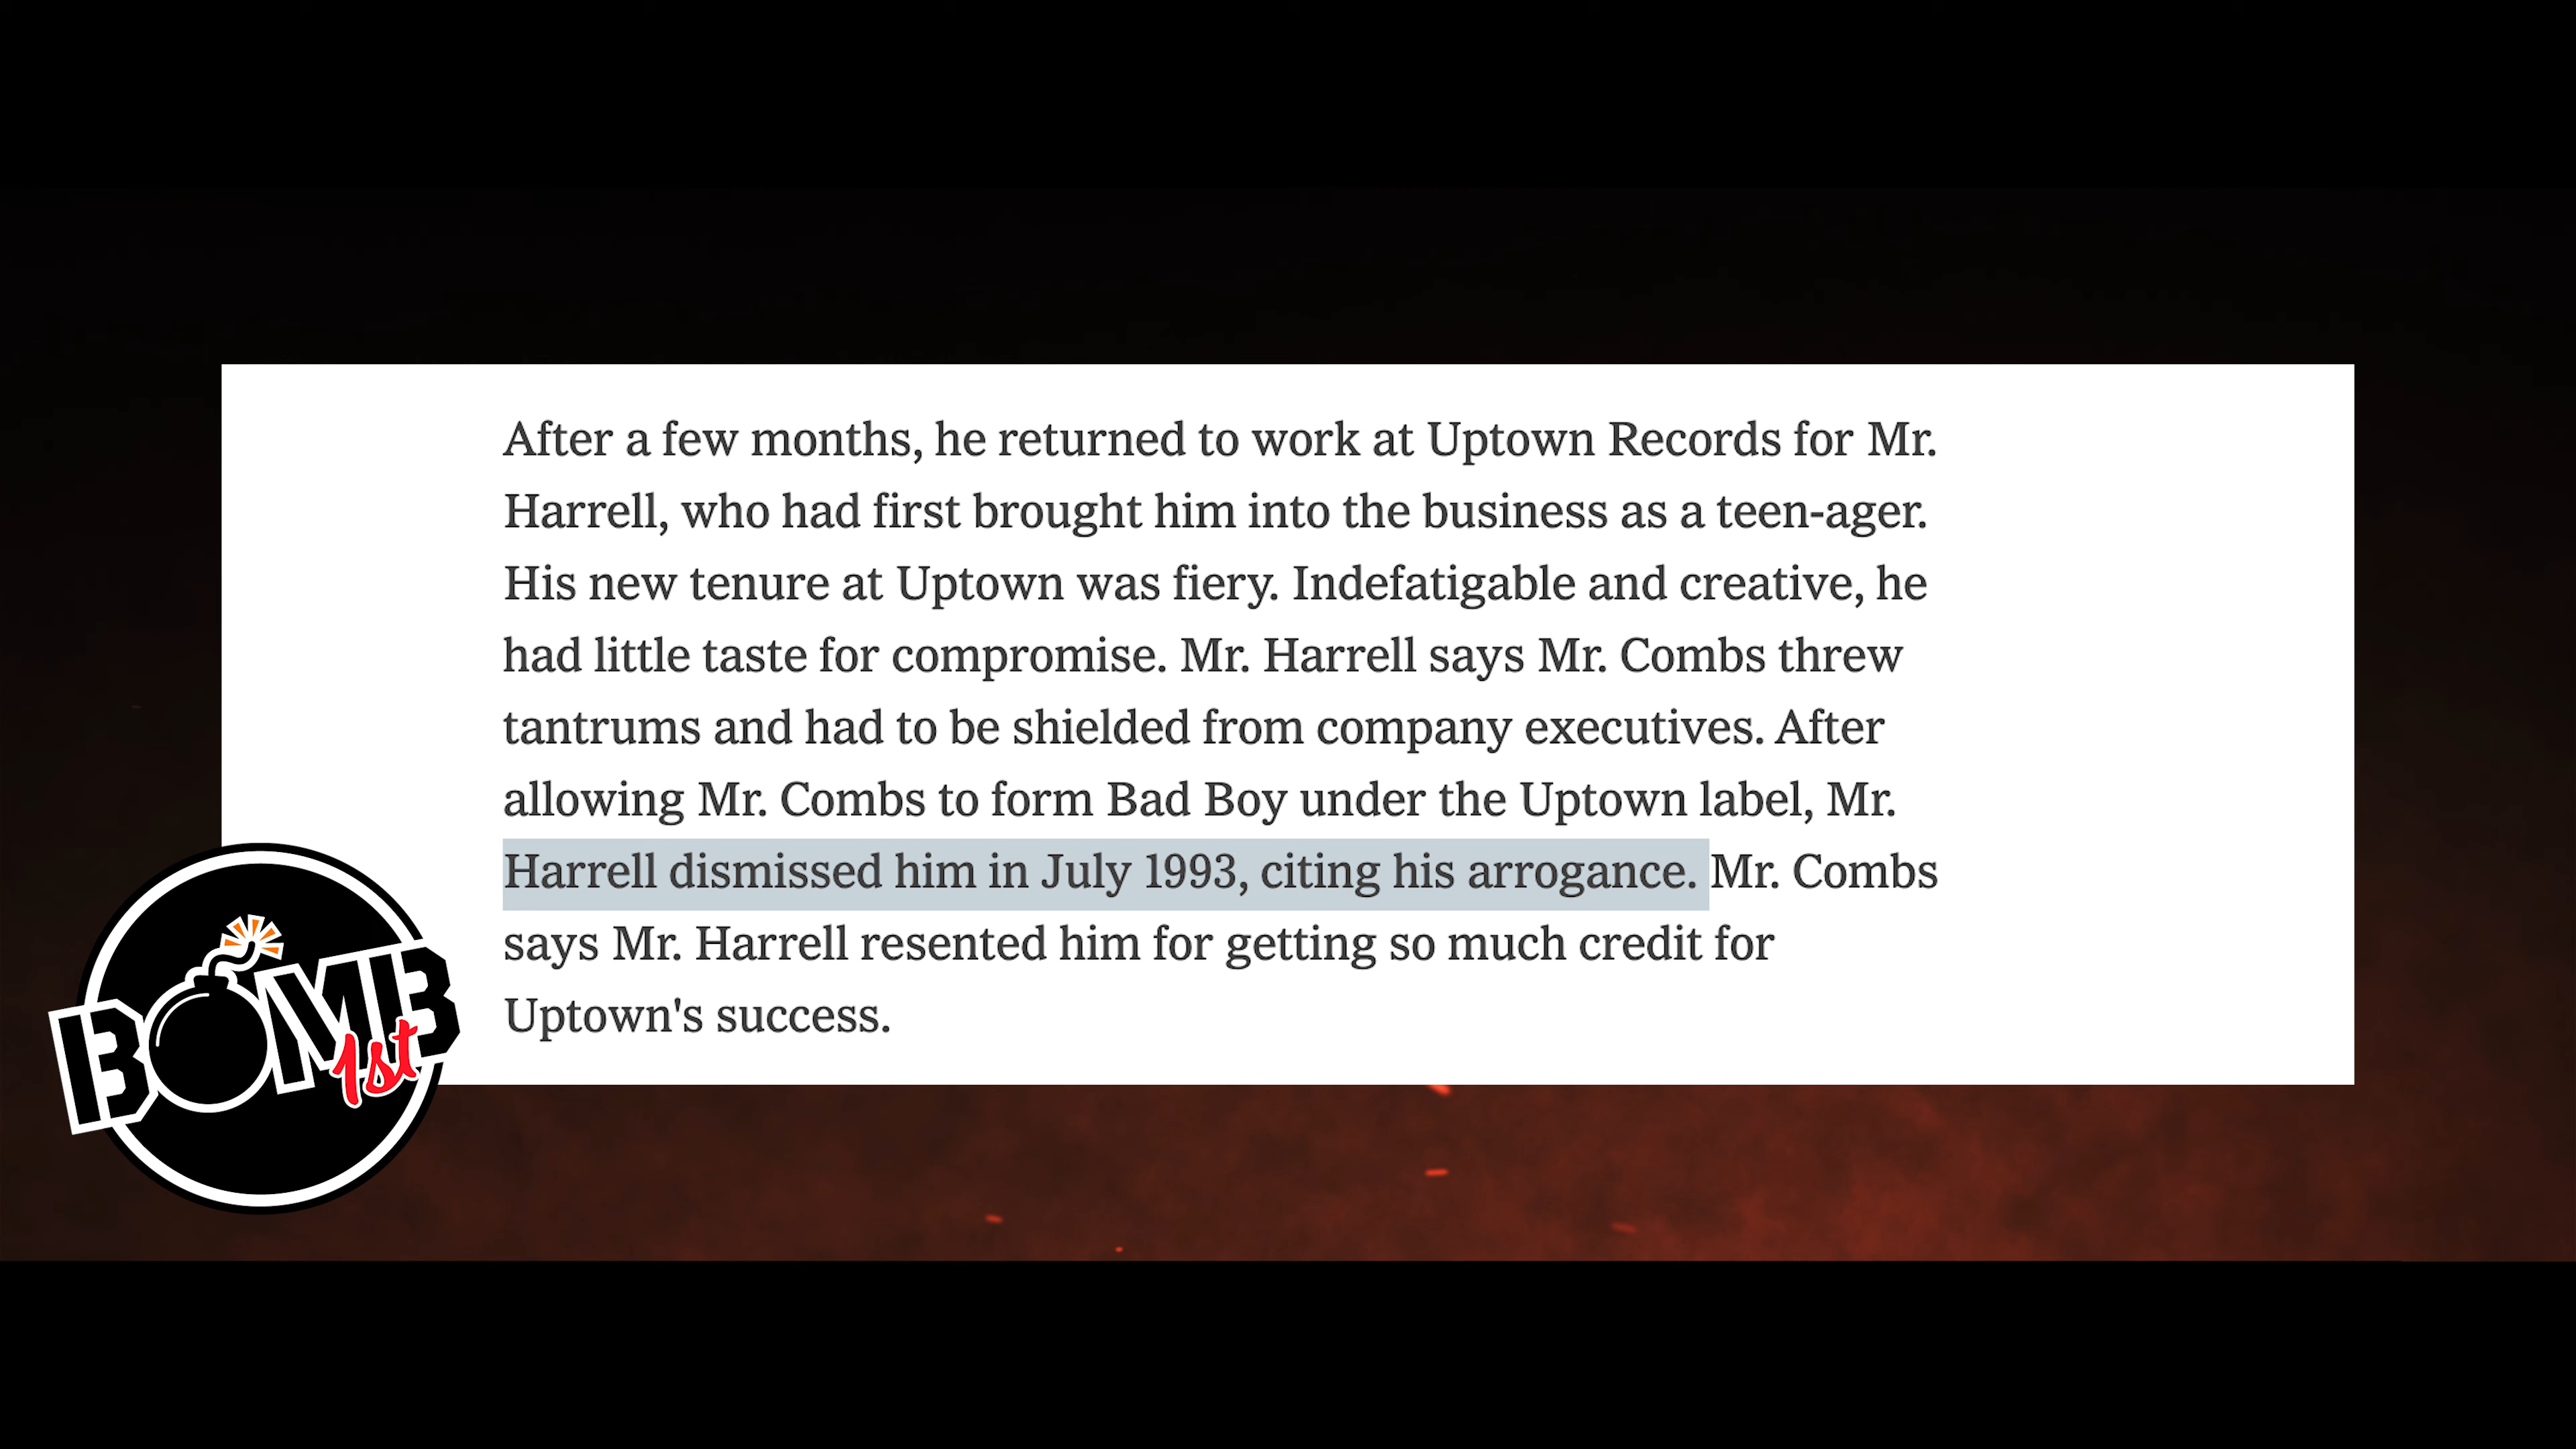 After a few months, he returned to work at Uptown Records for Mr.
Harrell, who had first brought him into the business as a teen-ager.
His new tenure at Uptown was fiery. Indefatigable and creative, he
had little taste for compromise. Mr. Harrell says Mr. Combs threw
tantrums and had to be shielded from company executives. After
allowing Mr. Combs to form Bad Boy under the Uptown label, Mr.
Harrell dismissed him in July 1993, citing his arrogance. Mr. Combs
says Mr. Harrell resented him for getting so much credit for
Uptown's success.
BOMB
1st